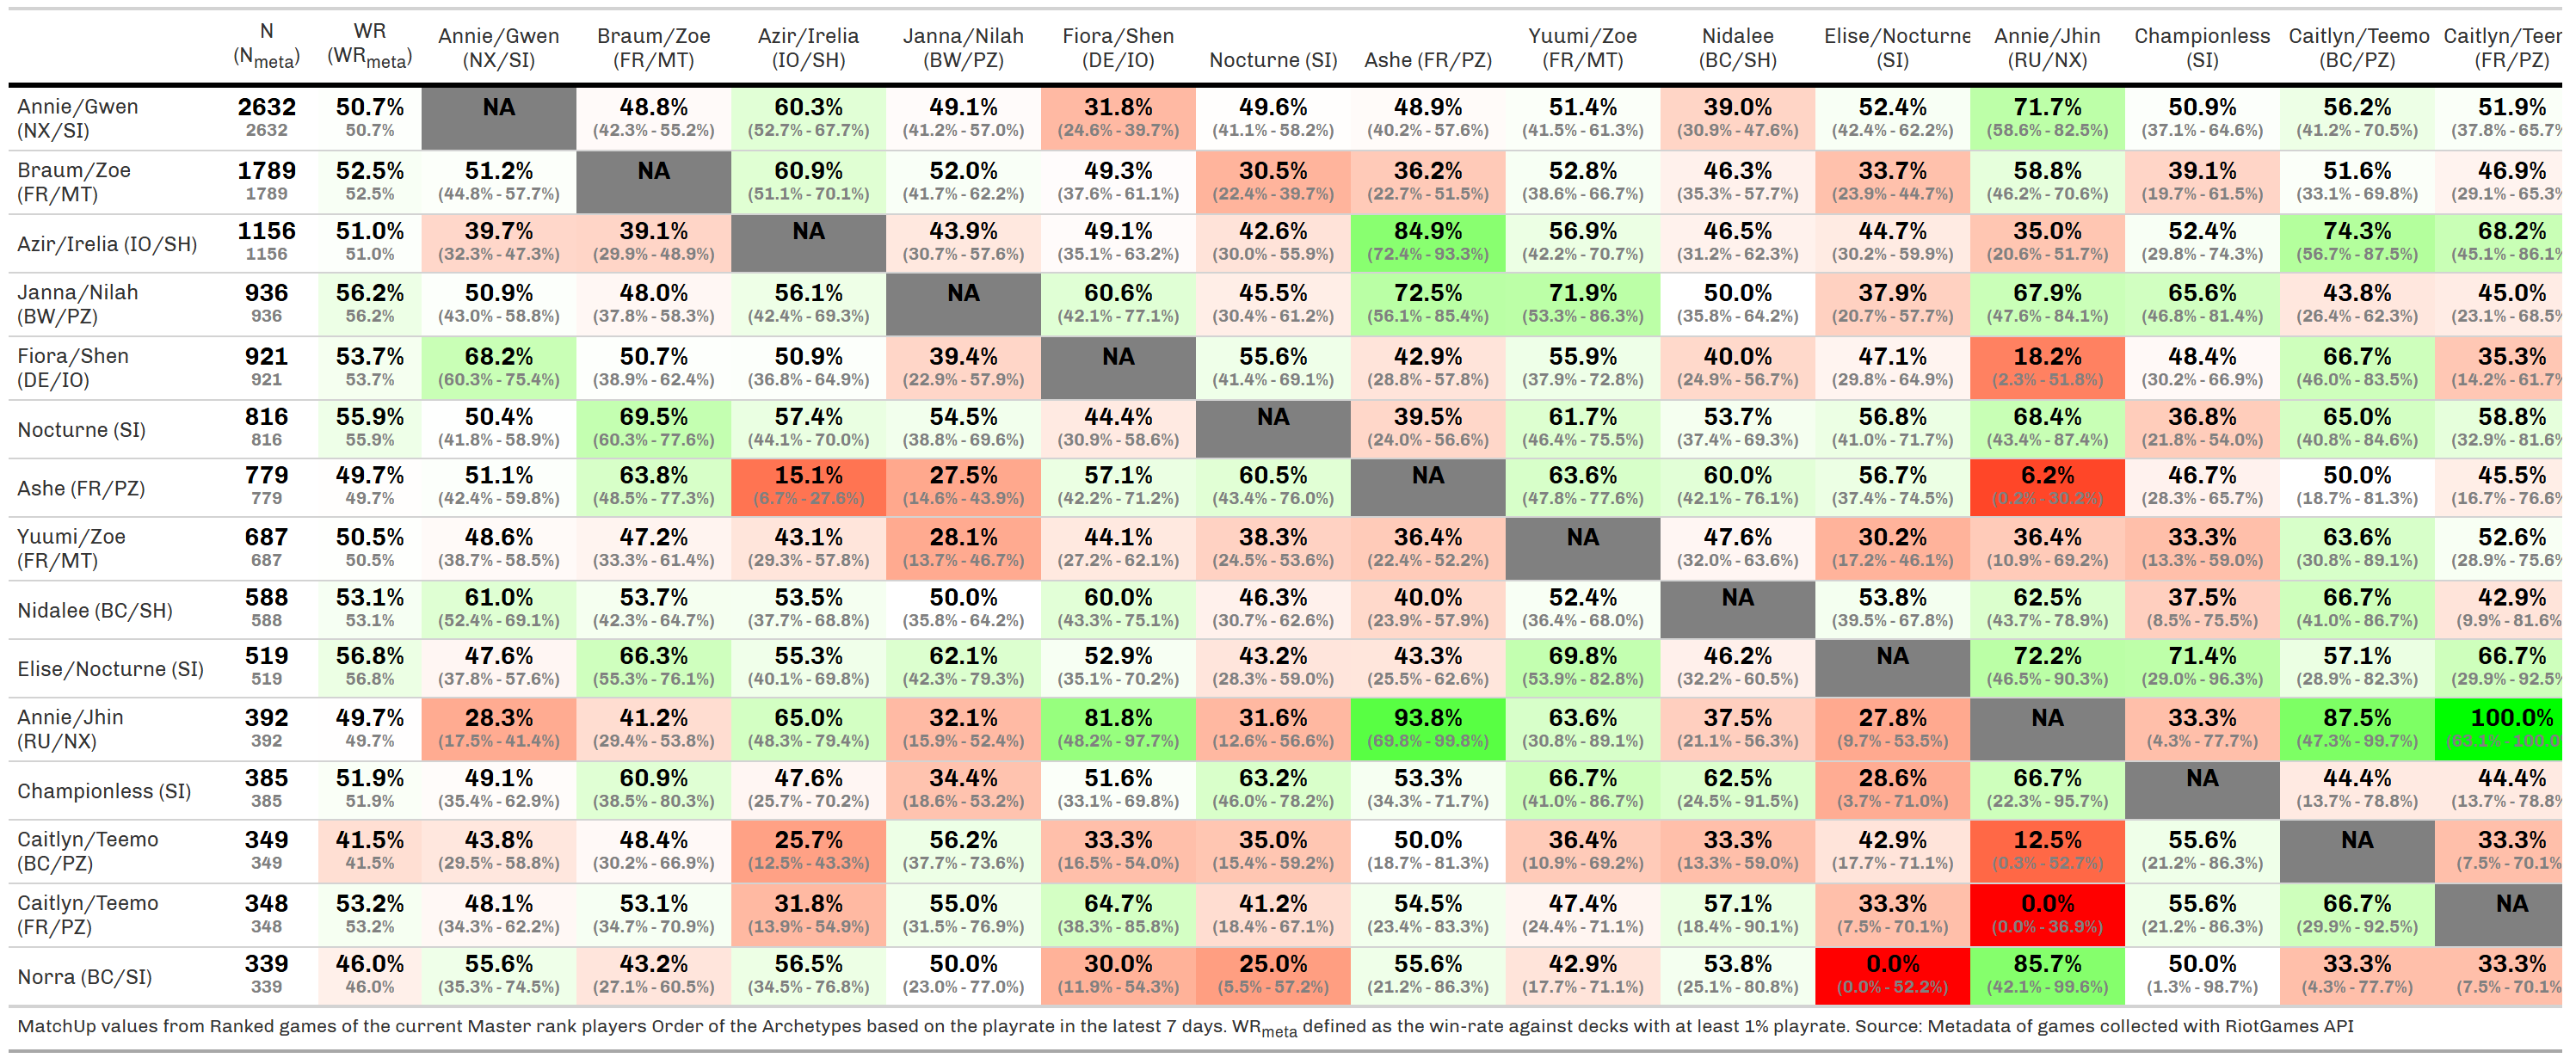 N WR Annie/Gwen Braum/Zoe Azir/Irelia Janna/Nilah Fiora/Shen Nocturne (SI) Ashe (FR/PZ) Yuumi/Zoe Nidalee Elise/Nocturne Annie/Jhin Championless Caitlyn/Teemo Caitlyn/Teer
(Nmeta) (WRmeta) (NX/SI) (FR/MT) (IO/SH) (BW/PZ) (DE/IO) (FR/MT) (BC/SH) (SI) (RU/NX) (SI) (BC/PZ) (FR/PZ)
Annie/Gwen 2632 50.7% NA 48.8% 60.3% 49.1% 31.8% 49.6% 48.9% 51.4% 39.0% 52.4% 71.7% 50.9% 56.2% 51.9%
(NX/SI) 2632 50.7% (42.3% - 55.2%) (52.7% - 67.7%) (41.2% - 57.0%) (24.6% - 39.7%) (41.1% - 58.2%) (40.2% - 57.6%) (41.5% - 61.3%) (30.9% - 47.6%) (42.4% - 62.2%) (58.6% - 82.5%) (37.1% - 64.6%) (41.2% - 70.5%) (37.8% - 65.7%
Braum/Zoe 1789 52.5% 51.2% NA 60.9% 52.0% 49.3% 30.5% 36.2% 52.8% 46.3% 33.7% 58.8% 39.1% 51.6% 46.9%
(FR/MT) 1789 52.5% (44.8% - 57.7%) (51.1% - 70.1%) (41.7% - 62.2%) (37.6% - 61.1%) (22.4% - 39.7%) (22.7% - 51.5%) (38.6% - 66.7%) (35.3% - 57.7%) (23.9% - 44.7%) (46.2% - 70.6%) (19.7% - 61.5%) (33.1% - 69.8%) (29.1% - 65.3%
Azir/Irelia (IO/SH) 1156 51.0% 39.7% 39.1% NA 43.9% 49.1% 42.6% 84.9% 56.9% 46.5% 44.7% 35.0% 52.4% 74.3% 68.2%
1156 51.0% (32.3% - 47.3%) (29.9% - 48.9%) (30.7% - 57.6%) (35.1% - 63.2%) (30.0% - 55.9%) (72.4% - 93.3%) (42.2% - 70.7%) (31.2% - 62.3%) (30.2% - 59.9%) (20.6% - 51.7%) (29.8% - 74.3%) (56.7% - 87.5%) (45.1% - 86.1%
Janna/Nilah 936 56.2% 50.9% 48.0% 56.1% NA 60.6% 45.5% 72.5% 71.9% 50.0% 37.9% 67.9% 65.6% 43.8% 45.0%
(BW/PZ) 936 56.2% (43.0% - 58.8%) (37.8% - 58.3%) (42.4% - 69.3%) (42.1% - 77.1%) (30.4% - 61.2%) (56.1% - 85.4%) (53.3% - 86.3%) (35.8% - 64.2%) (20.7% - 57.7%) (47.6% - 84.1%) (46.8% - 81.4%) (26.4% - 62.3%) (23.1% - 68.5%
Fiora/Shen 921 53.7% 68.2% 50.7% 50.9% 39.4% NA 55.6% 42.9% 55.9% 40.0% 47.1% 18.2% 48.4% 66.7% 35.3%
(DE/IO) 921 53.7% (60.3% - 75.4%) (38.9% - 62.4%) (36.8% - 64.9%) (22.9% - 57.9%) (41.4% - 69.1%) (28.8% - 57.8%) (37.9% - 72.8%) (24.9% - 56.7%) (29.8% - 64.9%) (2.3% - 51.8%) (30.2% - 66.9%) (46.0% - 83.5%) (14.2% - 61.7%
Nocturne (SI) 816 55.9% 50.4% 69.5% 57.4% 54.5% 44.4% NA 39.5% 61.7% 53.7% 56.8% 68.4% 36.8% 65.0% 58.8%
816 55.9% (41.8% - 58.9%) (60.3% - 77.6%) (44.1% - 70.0%) (38.8% - 69.6%) (30.9% - 58.6%) (24.0% - 56.6%) (46.4% - 75.5%) (37.4% - 69.3%) (41.0% - 71.7%) (43.4% - 87.4%) (21.8% - 54.0%) (40.8% - 84.6%) (32.9% - 81.6%
Ashe (FR/PZ) 779 49.7% 51.1% 63.8% 15.1% 27.5% 57.1% 60.5% NA 63.6% 60.0% 56.7% 6.2% 46.7% 50.0% 45.5%
779 49.7% (42.4% - 59.8%) (48.5% - 77.3%) (6.7% - 27.6%) (14.6% - 43.9%) (42.2% - 71.2%) (43.4% - 76.0%) (47.8% - 77.6%) (42.1% - 76.1%) (37.4% - 74.5%) (0.2% - 30.2%) (28.3% - 65.7%) (18.7% - 81.3%) (16.7% - 76.6%
Yuumi/Zoe 687 50.5% 48.6% 47.2% 43.1% 28.1% 44.1% 38.3% 36.4% NA 47.6% 30.2% 36.4% 33.3% 63.6% 52.6%
(FR/MT) 687 50.5% (38.7% - 58.5%) (33.3% - 61.4%) (29.3% - 57.8%) (13.7% - 46.7%) (27.2% - 62.1%) (24.5% - 53.6%) (22.4% - 52.2%) (32.0% - 63.6%) (17.2% - 46.1%) (10.9% - 69.2%) (13.3% - 59.0%) (30.8% - 89.1%) (28.9% - 75.6%
Nidalee (BC/SH) 588 53.1% 61.0% 53.7% 53.5% 50.0% 60.0% 46.3% 40.0% 52.4% NA 53.8% 62.5% 37.5% 66.7% 42.9%
588 53.1% (52.4% - 69.1%) (42.3% - 64.7%) (37.7% - 68.8%) (35.8% - 64.2%) (43.3% - 75.1%) (30.7% - 62.6%) (23.9% - 57.9%) (36.4% - 68.0%) (39.5% - 67.8%) (43.7% - 78.9%) (8.5% - 75.5%) (41.0% - 86.7%) (9.9% - 81.6%
Elise/Nocturne (SI) 519 56.8% 47.6% 66.3% 55.3% 62.1% 52.9% 43.2% 43.3% 69.8% 46.2% NA 72.2% 71.4% 57.1% 66.7%
519 56.8% (37.8% - 57.6%) (55.3% - 76.1%) (40.1% - 69.8%) (42.3% - 79.3%) (35.1% - 70.2%) (28.3% - 59.0%) (25.5% - 62.6%) (53.9% - 82.8%) (32.2% - 60.5%) (46.5% - 90.3%) (29.0% - 96.3%) (28.9% - 82.3%) (29.9% - 92.5%
Annie/Jhin 392 49.7% 28.3% 41.2% 65.0% 32.1% 81.8% 31.6% 93.8% 63.6% 37.5% 27.8% NA 33.3% 87.5% 100.0%
(RU/NX) 392 49.7% (17.5% - 41.4%) (29.4% - 53.8%) (48.3% - 79.4%) (15.9% - 52.4%) (48.2% - 97.7%) (12.6% - 56.6%) (69.8% - 99.8%) (30.8% - 89.1%) (21.1% - 56.3%) (9.7% - 53.5%) (4.3% - 77.7%) (47.3% - 99.7%) (63.1% - 100.0
Championless (SI) 385 51.9% 49.1% 60.9% 47.6% 34.4% 51.6% 63.2% 53.3% 66.7% 62.5% 28.6% 66.7% NA 44.4% 44.4%
385 51.9% (35.4% - 62.9%) (38.5% - 80.3%) (25.7% - 70.2%) (18.6% - 53.2%) (33.1% - 69.8%) (46.0% - 78.2%) (34.3% - 71.7%) (41.0% - 86.7%) (24.5% - 91.5%) (3.7% - 71.0%) (22.3% - 95.7%) (13.7% - 78.8%) (13.7% - 78.8%
Caitlyn/Teemo 349 41.5% 43.8% 48.4% 25.7% 56.2% 33.3% 35.0% 50.0% 36.4% 33.3% 42.9% 12.5% 55.6% NA 33.3%
(BC/PZ) 349 41.5% (29.5% - 58.8%) (30.2% - 66.9%) (12.5% - 43.3%) (37.7% - 73.6%) (16.5% - 54.0%) (15.4% - 59.2%) (18.7% - 81.3%) (10.9% - 69.2%) (13.3% - 59.0%) (17.7% - 71.1%) (0.3% - 52.7%) (21.2% - 86.3%) (7.5% - 70.1%
Caitlyn/Teemo 348 53.2% 48.1% 53.1% 31.8% 55.0% 64.7% 41.2% 54.5% 47.4% 57.1% 33.3% 0.0% 55.6% 66.7% NA
(FR/PZ) 348 53.2% (34.3% - 62.2%) (34.7% - 70.9%) (13.9% - 54.9%) (31.5% - 76.9%) (38.3% - 85.8%) (18.4% - 67.1%) (23.4% - 83.3%) (24.4% - 71.1%) (18.4% - 90.1%) (7.5% - 70.1%) (0.0% - 36.9%) (21.2% - 86.3%) (29.9% - 92.5%)
Norra (BC/SI) 339 46.0% 55.6% 43.2% 56.5% 50.0% 30.0% 25.0% 55.6% 42.9% 53.8% 0.0% 85.7% 50.0% 33.3% 33.3%
339 46.0% (35.3% - 74.5%) (27.1% - 60.5%) (34.5% - 76.8%) (23.0% - 77.0%) (11.9% - 54.3%) (5.5% - 57.2%) (21.2% - 86.3%) (17.7% - 71.1%) (25.1% - 80.8%) (0.0% - 52.2%) (42.1% - 99.6%) (1.3% - 98.7%) (4.3% - 77.7%) (7.5% - 70.1%
MatchUp values from Ranked games of the current Master rank players Order of the Archetypes based on the playrate in the latest 7 days. WRmeta defined as the win-rate against decks with at least 1% playrate. Source: Metadata of games collected with RiotGames API